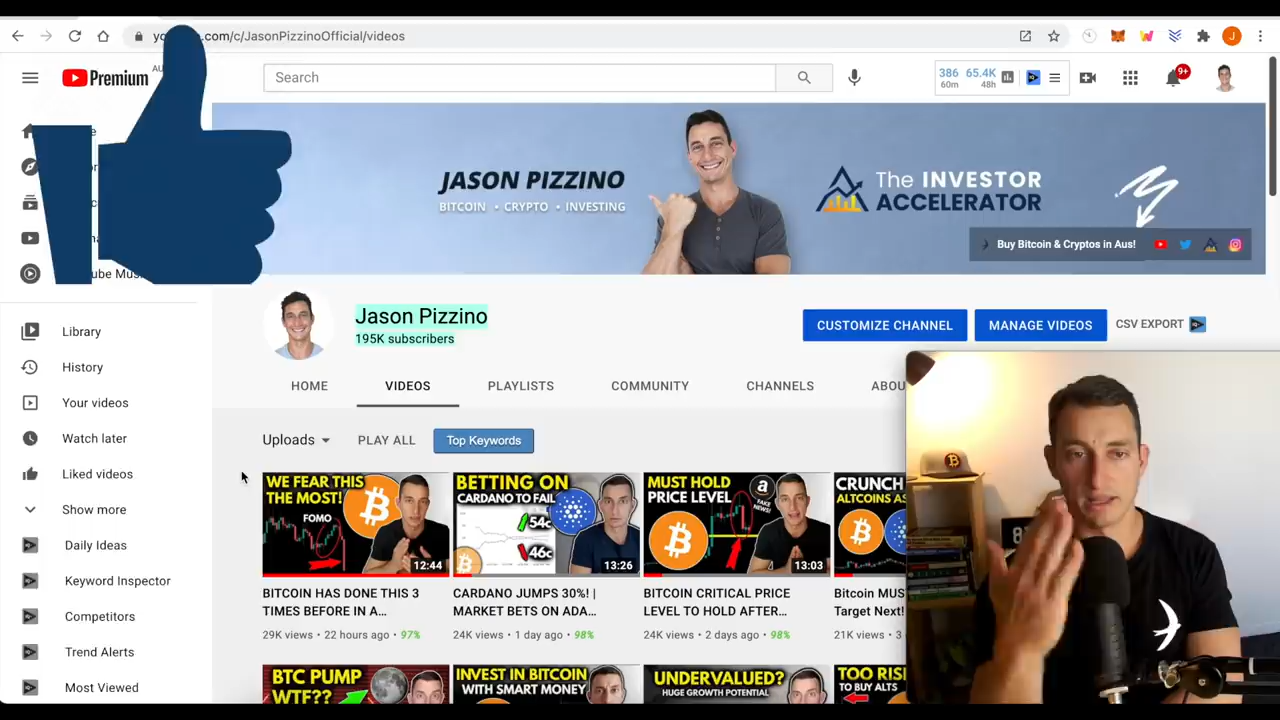 .com/c/JasonPizzinoOfficial/videos
Premium
Search
386 65.4K
60m 48h
9+
J
JASON PIZZINO
BITCOIN • CRYPTO • INVESTING
The INVESTOR
ACCELERATOR
Buy Bitcoin & Cryptos in Aus!
Jason Pizzino
195K subscribers
CUSTOMIZE CHANNEL
MANAGE VIDEOS
CSV EXPORT
HOME
VIDEOS
PLAYLISTS
COMMUNITY
CHANNELS
ABOU
Library
History
Your videos
Watch later
Liked videos
Show more
Daily Ideas
Keyword Inspector
Competitors
Trend Alerts
Most Viewed
Uploads
PLAY ALL
Top Keywords
WE FEAR THIS
THE MOST!
FOMO
12:44
BITCOIN HAS DONE THIS 3
TIMES BEFORE IN A...
29K views • 22 hours ago • 97%
BETTING ON
CARDANO TO FAIL
54¢
46¢
13:26
CARDANO JUMPS 30%! |
MARKET BETS ON ADA...
24K views • 1 day ago • 98%
MUST HOLD
PRICE LEVEL
FAKE
NEWS!
13:03
BITCOIN CRITICAL PRICE
LEVEL TO HOLD AFTER...
24K views • 2 days ago • 98%
CRUNCH
ALTCOINS AS
Bitcoin MUS
Target Next!
21K views • 3
BTC PUMP
WTF??
INVEST IN BITCOIN
WITH SMART MONEY
UNDERVALUED?
HUGE GROWTH POTENTIAL
TOO RIS
TO BUY ALTS